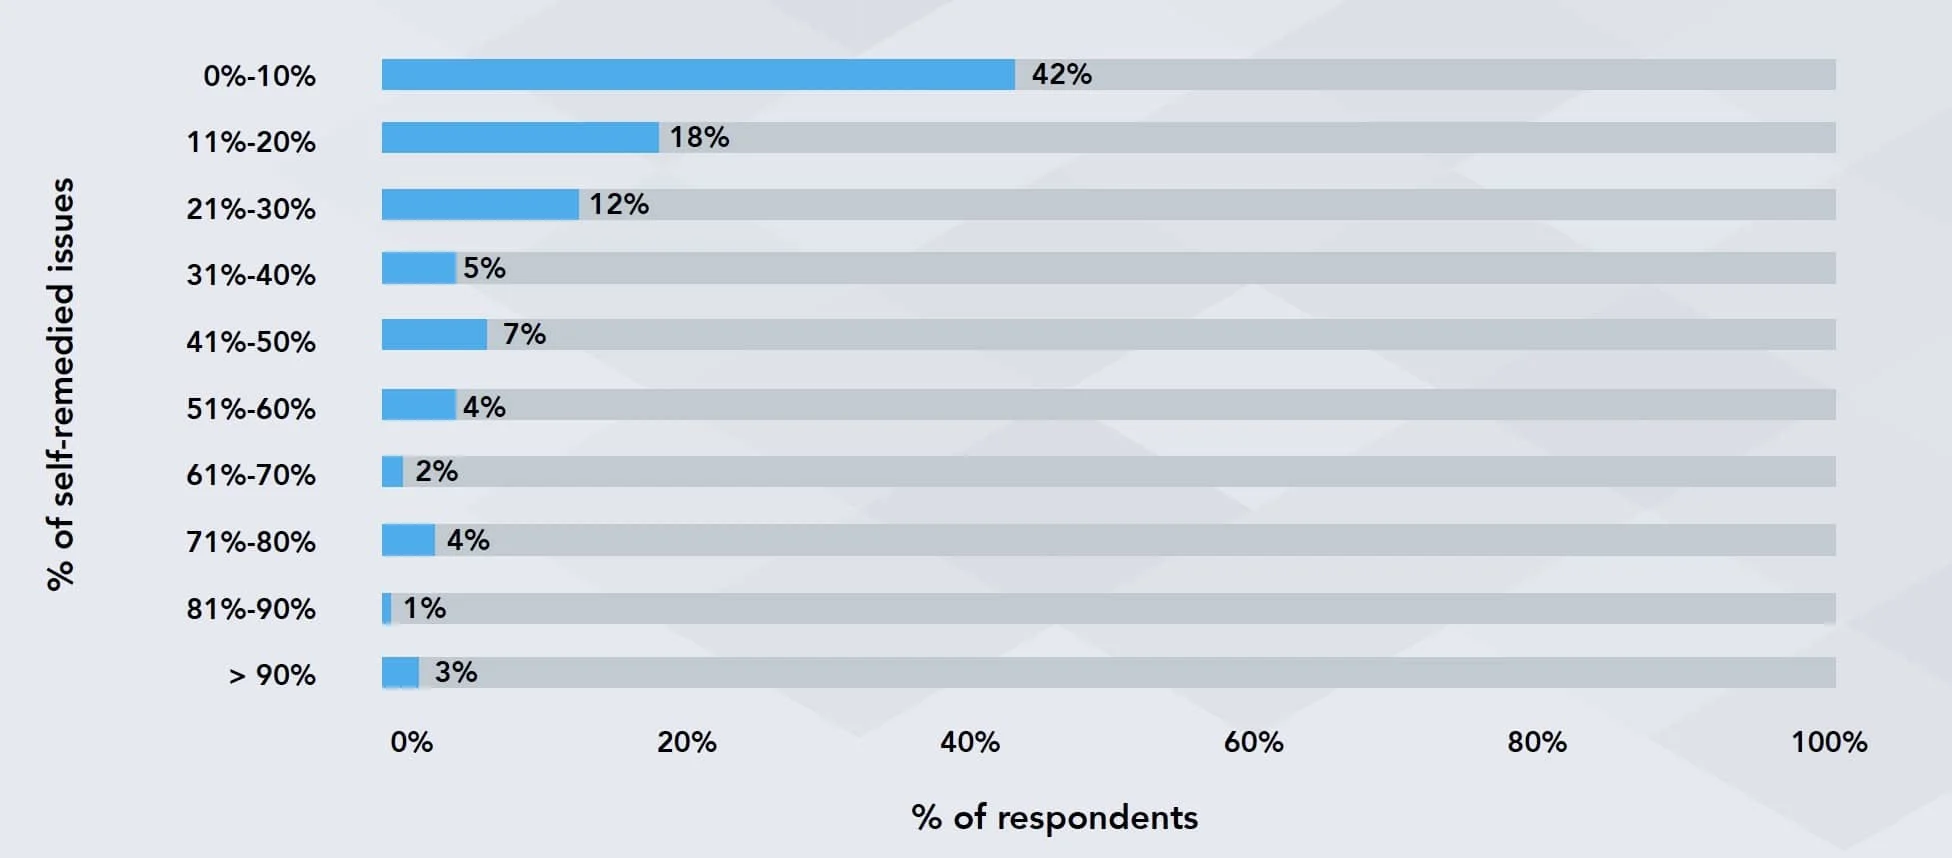 % of self-remedied issues
0%-10% 42%
11%-20% 18%
21%-30% 12%
31%-40% 5%
41%-50% 7%
51%-60% 4%
61%-70% 2%
71%-80% 4%
81%-90% 1%
> 90% 3%
0% 20% 40% 60% 80% 100%
% of respondents